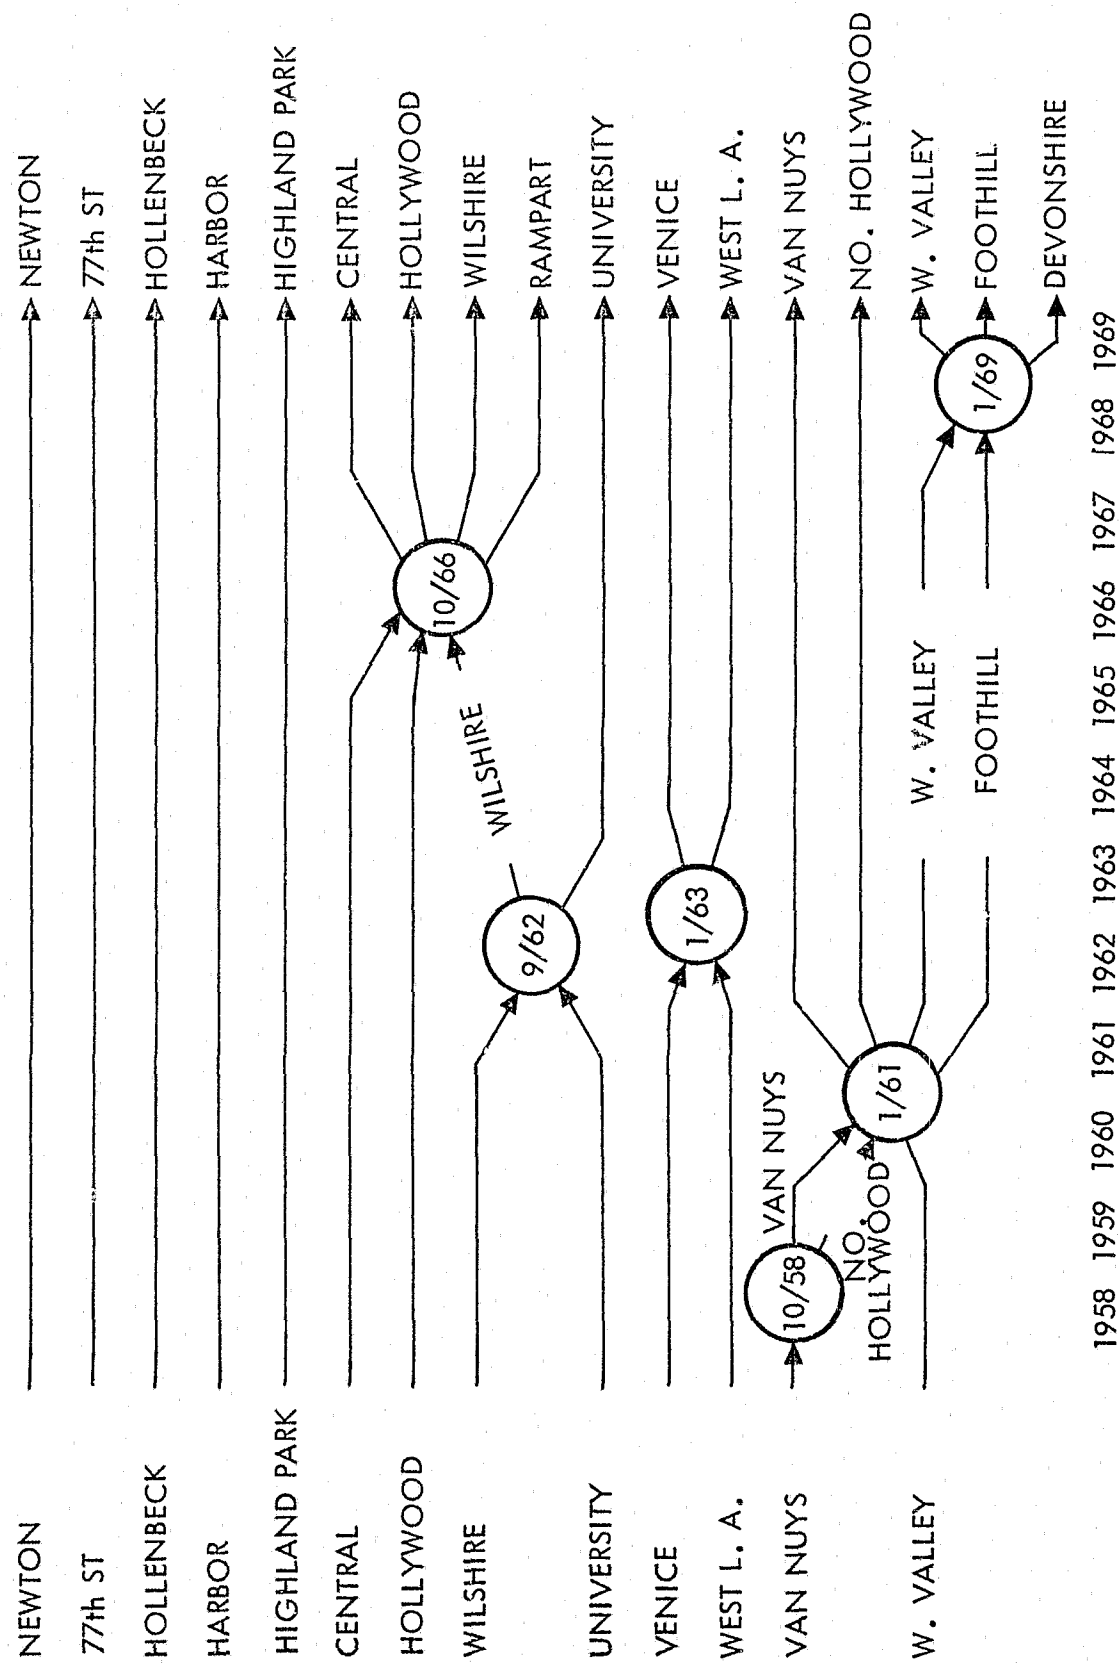 NEWTON
77th ST
HOLLENBECK
HARBOR
HIGHLAND PARK
CENTRAL
HOLLYWOOD
WILSHIRE
UNIVERSITY
VENICE
WEST L. A.
VAN NUYS
W. VALLEY
10/58
VAN NUYS
NO.
HOLLYWOOD
1/61
9/62
1/63
WILSHIRE
10/66
W. VALLEY
FOOTHILL
1/69
NEWTON
77th ST
HOLLENBECK
HARBOR
HIGHLAND PARK
CENTRAL
HOLLYWOOD
WILSHIRE
RAMPART
UNIVERSITY
VENICE
WEST L. A.
VAN NUYS
NO. HOLLYWOOD
W. VALLEY
FOOTHILL
DEVONSHIRE
1958 1959 1960 1961 1962 1963 1964 1965 1966 1967 1968 1969